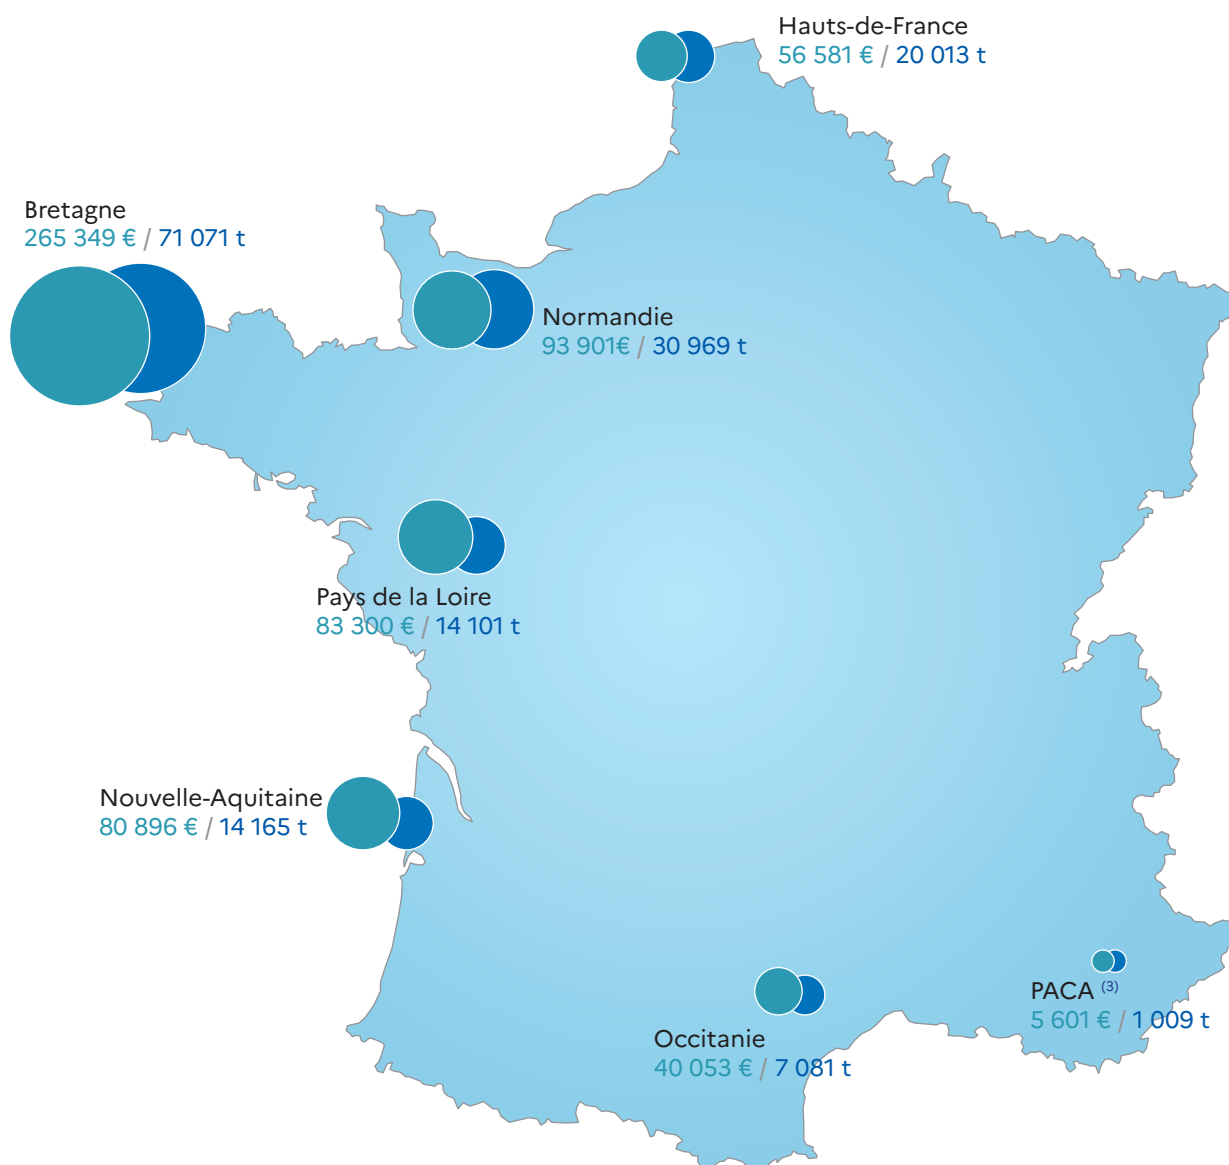 Hauts-de-France
56 581 € / 20 013 t
Bretagne
265 349 € / 71 071 t
Normandie
93 901€ / 30 969 t
Pays de la Loire
83 300 € / 14 101 t
Nouvelle-Aquitaine
80 896 € / 14 165 t
PACA (3)
5 601 € / 1 009 t
Occitanie
40 053 € / 7 081 t